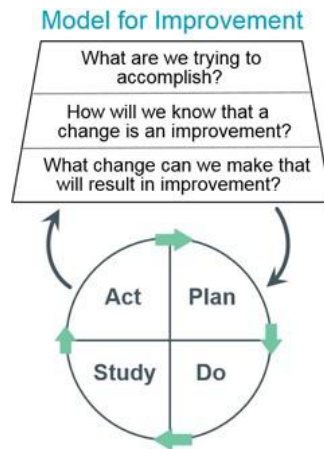 Model for Improvement
What are we trying to
accomplish?
How will we know that a
change is an improvement?
What change can we make that
will result in improvement?
Act
Plan
Study
Do